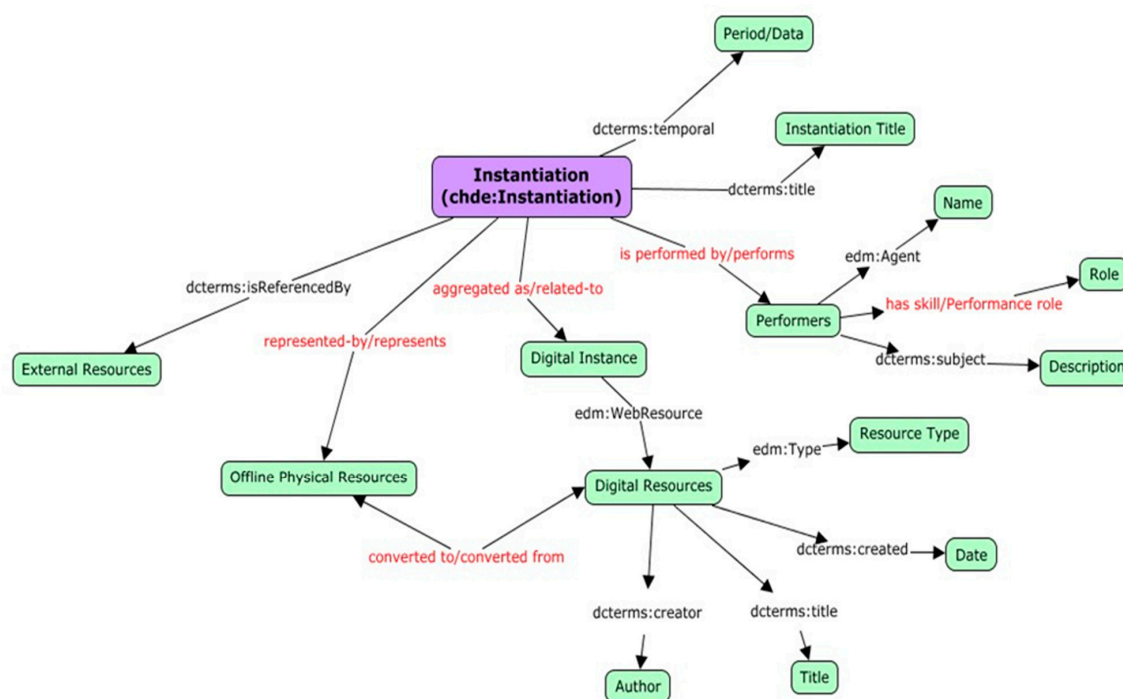 Period/Data
dcterms:temporal
Instantiation Title
Instantiation
(chde:Instantiation)
dcterms:title
Name
is performed by/performs
edm:Agent
Role
dcterms:isReferencedBy
aggregated as/related-to
has skill/Performance role
Performers
represented-by/represents
Digital Instance
dcterms:subject
External Resources
Description
edm:WebResource
Resource Type
edm:Type
Offline Physical Resources
Digital Resources
converted to/converted from
dcterms:created
Date
dcterms:creator
dcterms:title
Author
Title